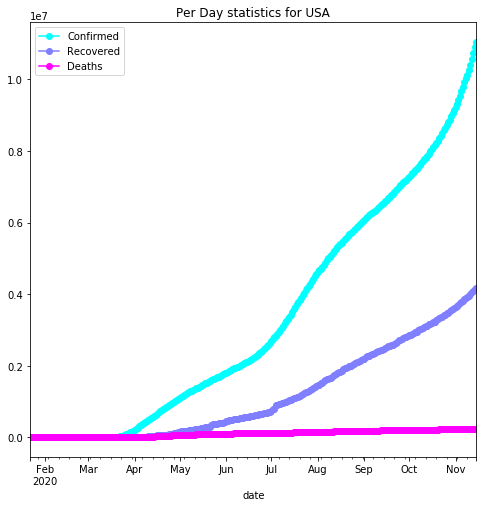 Per Day statistics for USA
1e7
Confirmed
Recovered
Deaths
1.0
0.8
0.6
0.4
0.2
0.0
Feb Mar Apr May Jun Jul Aug Sep Oct Nov
2020
date